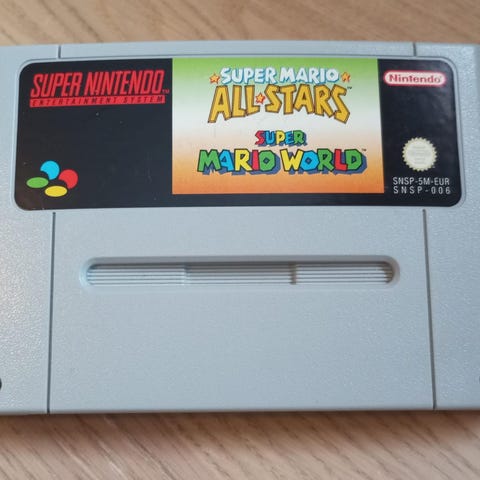 SUPER NINTENDO
ENTERTAINMENT SYSTEM
SUPER MARIO
ALL★STARS
SUPER
MARIO WORLD
Nintendo
SNSP-5M-EUR
SNSP-006